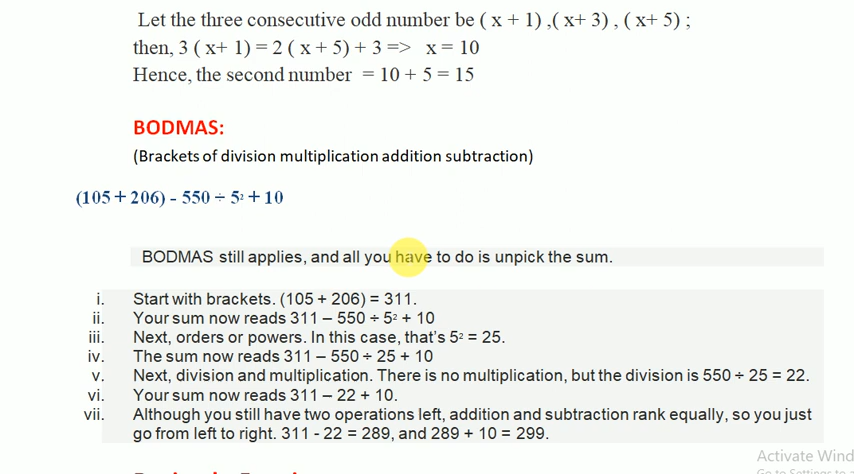 Let the three consecutive odd number be ( x + 1) ,( x+ 3) , ( x+ 5) ;
then, 3 ( x+ 1) = 2 ( x + 5) + 3 => x = 10
Hence, the second number = 10 + 5 = 15
BODMAS:
(Brackets of division multiplication addition subtraction)
(105 + 206) - 550 ÷ 5² + 10
BODMAS still applies, and all you have to do is unpick the sum.
i. Start with brackets. (105 + 206) = 311.
ii. Your sum now reads 311 – 550 ÷ 5² + 10
iii. Next, orders or powers. In this case, that's 5² = 25.
iv. The sum now reads 311 – 550 ÷ 25 + 10
v. Next, division and multiplication. There is no multiplication, but the division is 550 ÷ 25 = 22.
vi. Your sum now reads 311 – 22 + 10.
vii. Although you still have two operations left, addition and subtraction rank equally, so you just
go from left to right. 311 - 22 = 289, and 289 + 10 = 299.
Activate Wind